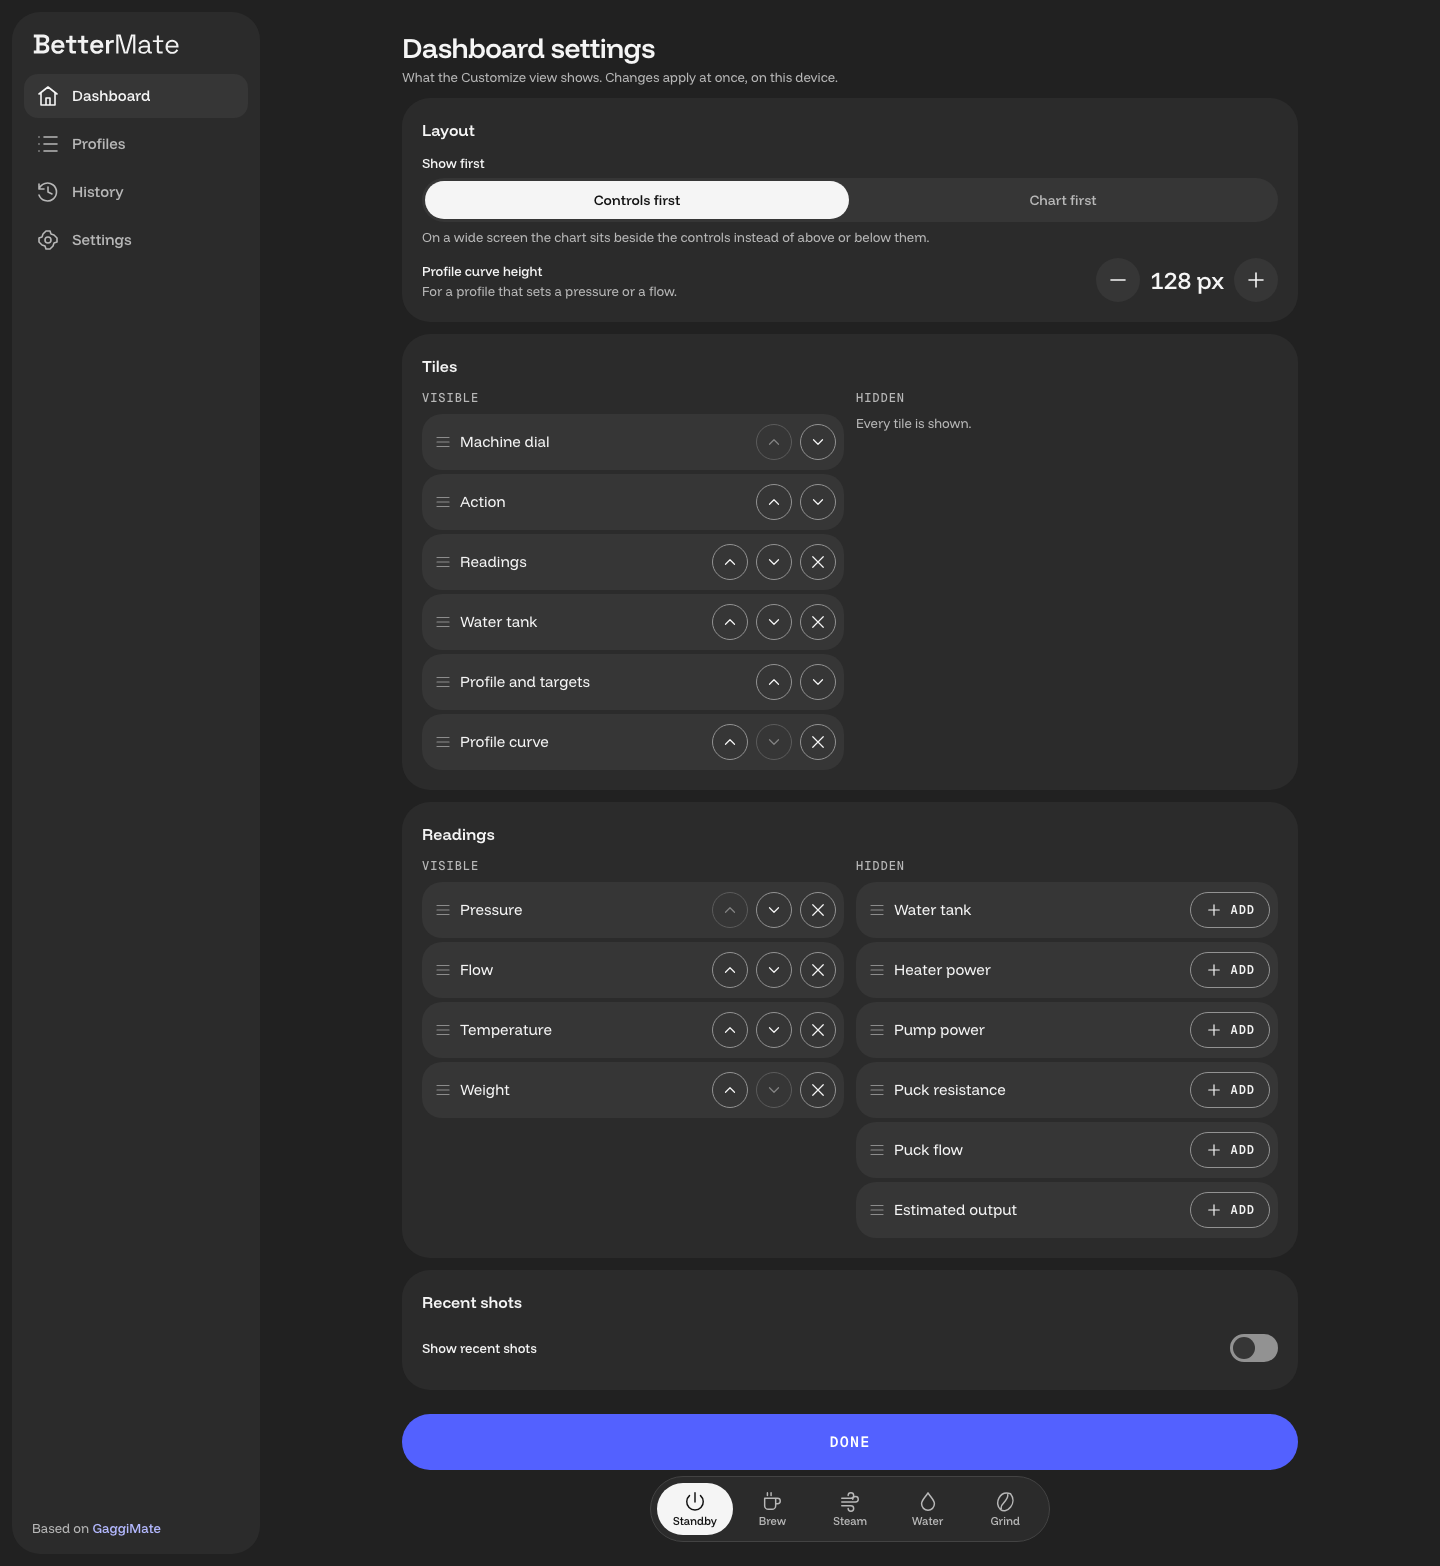 BetterMate
Dashboard
Profiles
History
Settings
Based on GaggiMate
Dashboard settings
What the Customize view shows. Changes apply at once, on this device.
Layout
Show first
Controls first
Chart first
On a wide screen the chart sits beside the controls instead of above or below them.
Profile curve height
For a profile that sets a pressure or a flow.
128 px
Tiles
VISIBLE
Machine dial
Action
Readings
Water tank
Profile and targets
Profile curve
HIDDEN
Every tile is shown.
Readings
VISIBLE
Pressure
Flow
Temperature
Weight
HIDDEN
Water tank ADD
Heater power ADD
Pump power ADD
Puck resistance ADD
Puck flow ADD
Estimated output ADD
Recent shots
Show recent shots
DONE
Standby
Brew
Steam
Water
Grind